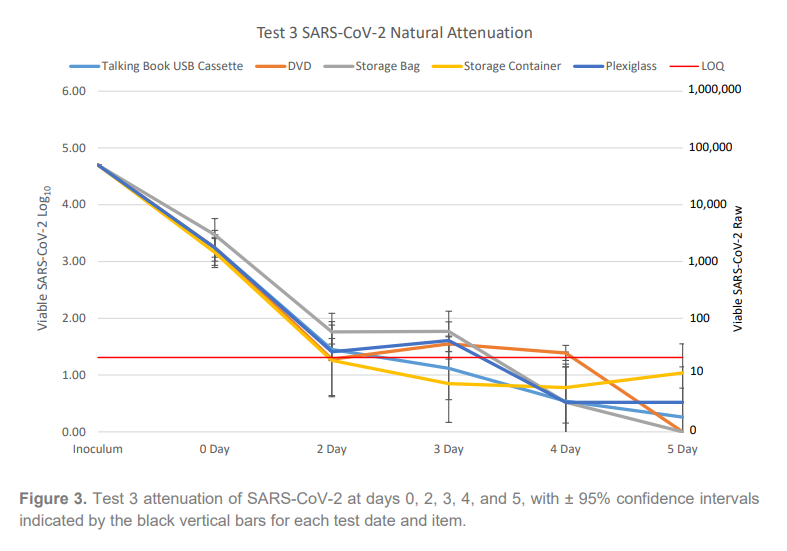 Test 3 SARS-CoV-2 Natural Attenuation
Talking Book USB Cassette DVD Storage Bag Storage Container Plexiglass LOQ
6.00 1,000,000
5.00 100,000
4.00 10,000
3.00 1,000
2.00 100
1.00 10
0.00 0
Viable SARS-CoV-2 Log10
Viable SARS-CoV-2 Raw
Inoculum 0 Day 2 Day 3 Day 4 Day 5 Day
Figure 3. Test 3 attenuation of SARS-CoV-2 at days 0, 2, 3, 4, and 5, with ± 95% confidence intervals
indicated by the black vertical bars for each test date and item.